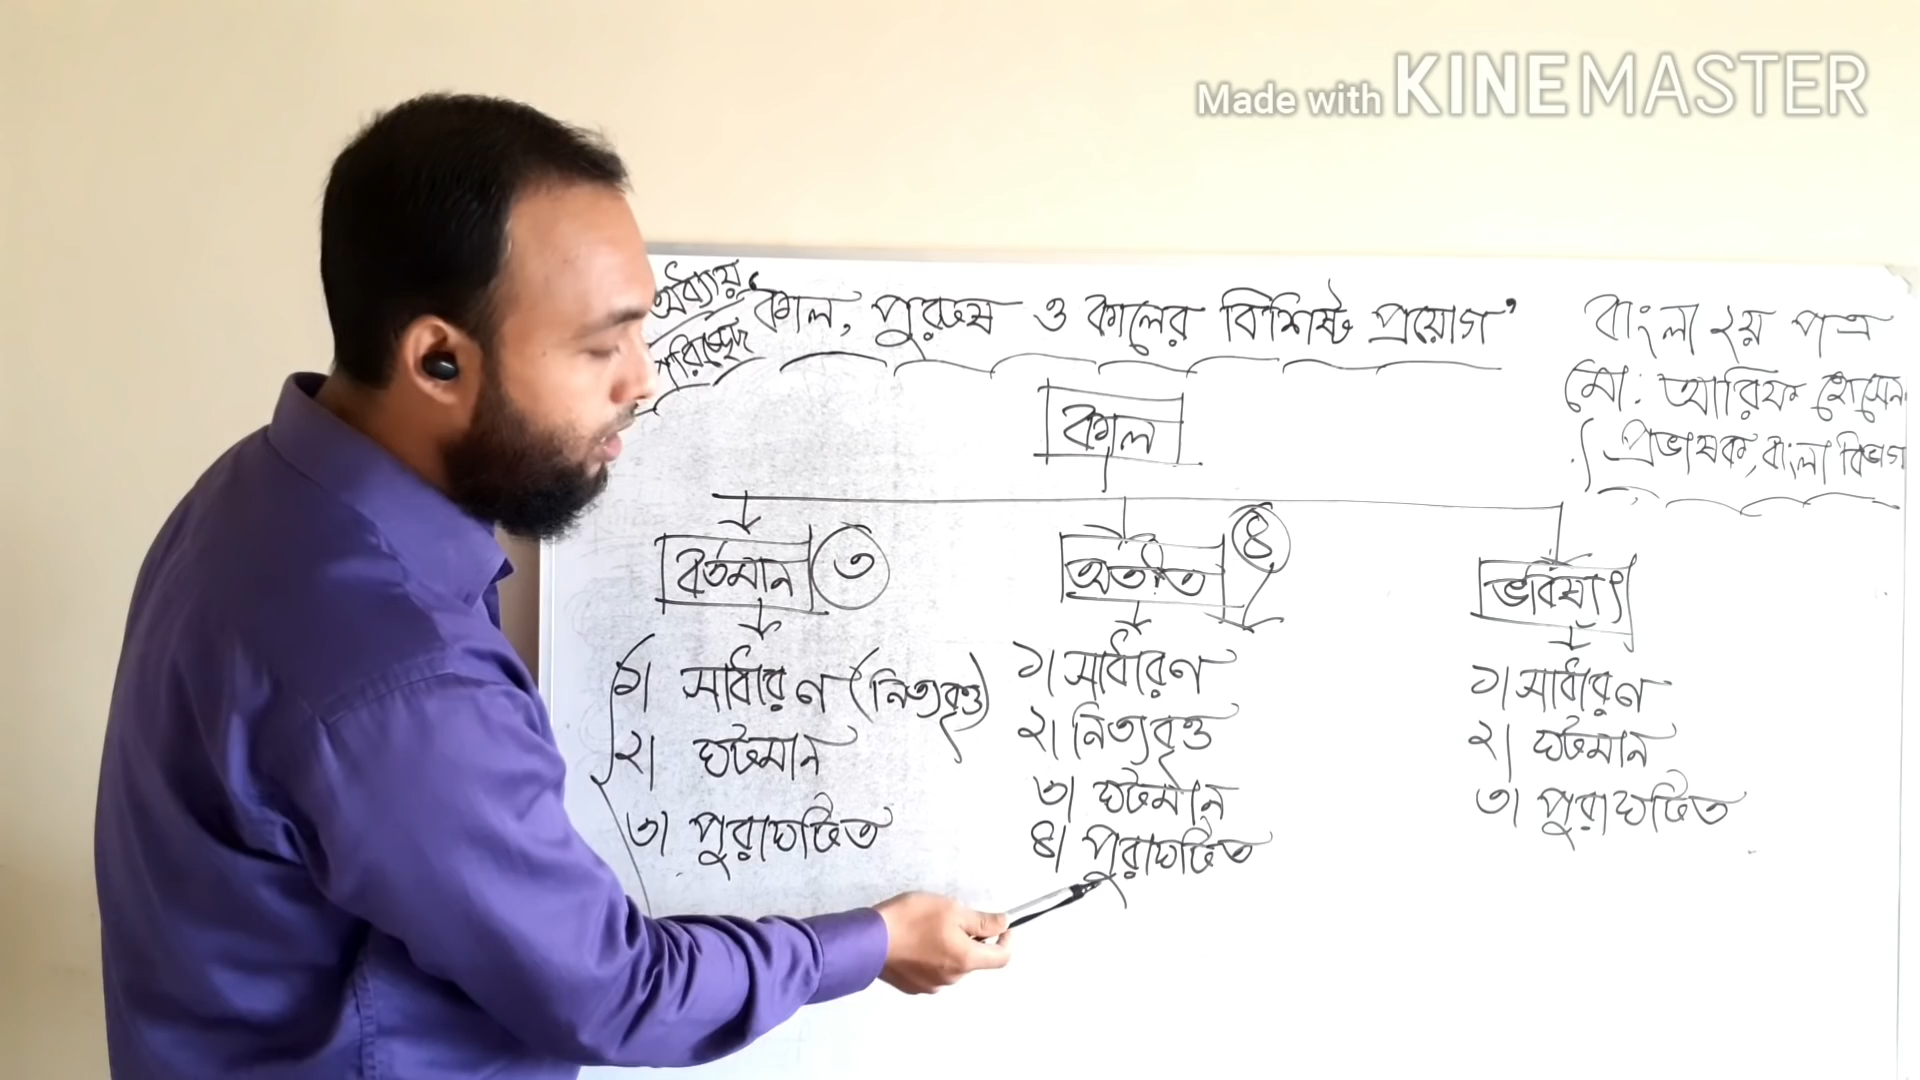 Made with KINEMASTER
অধ্যায়
পরিচ্ছেদ
'কাল, পুরুষ ও কালের বিশিষ্ট প্রয়োগ'
বাংলা ২য় পত্র
মো: আরিফ হোসেন
প্রভাষক, বাংলা বিভাগ
কাল
বর্তমান ৩
১। সাধারণ (নিত্যবৃত্ত)
২। ঘটমান
৩। পুরাঘটিত
অতীত ৪
১। সাধারণ
২। নিত্যবৃত্ত
৩। ঘটমান
৪। পুরাঘটিত
ভবিষ্যৎ
১। সাধারণ
২। ঘটমান
৩। পুরাঘটিত